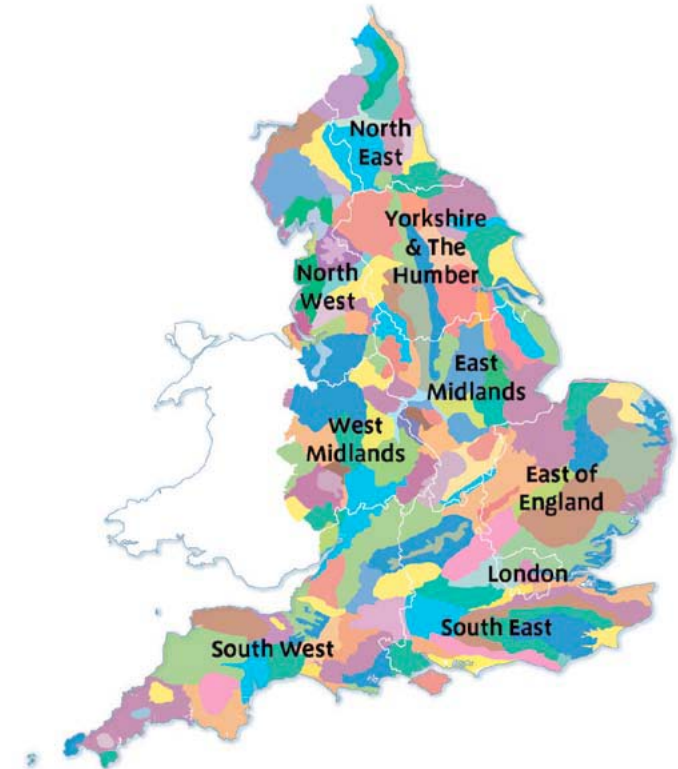 North
East
Yorkshire
& The
Humber
North
West
East
Midlands
West
Midlands
East of
England
London
South East
South West